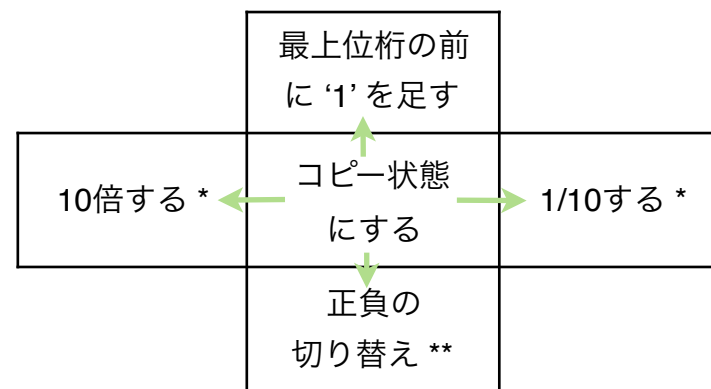 最上位桁の前
に ‘1’ を足す
10倍する *
コピー状態
にする
1/10する *
正負の
切り替え **